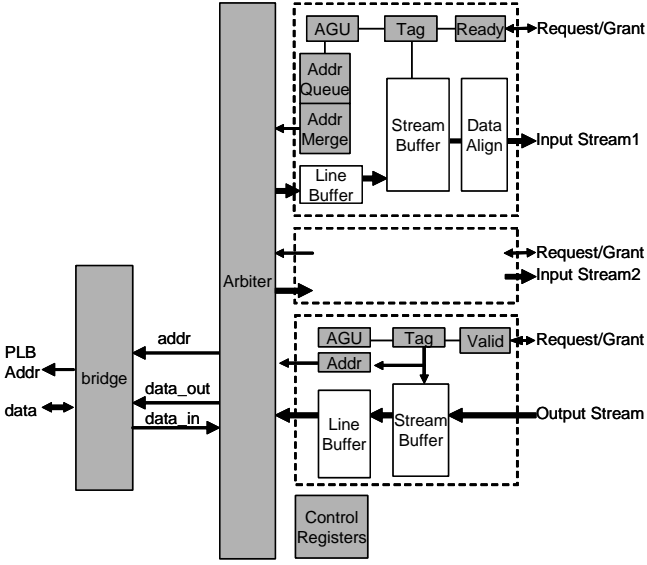 AGU
Tag
Ready
Request/Grant
Addr
Queue
Addr
Merge
Stream
Buffer
Data
Align
Input Stream1
Line
Buffer
Request/Grant
Input Stream2
Arbiter
AGU
Tag
Valid
Request/Grant
Addr
addr
PLB
Addr
bridge
data_out
data
data_in
Line
Buffer
Stream
Buffer
Output Stream
Control
Registers